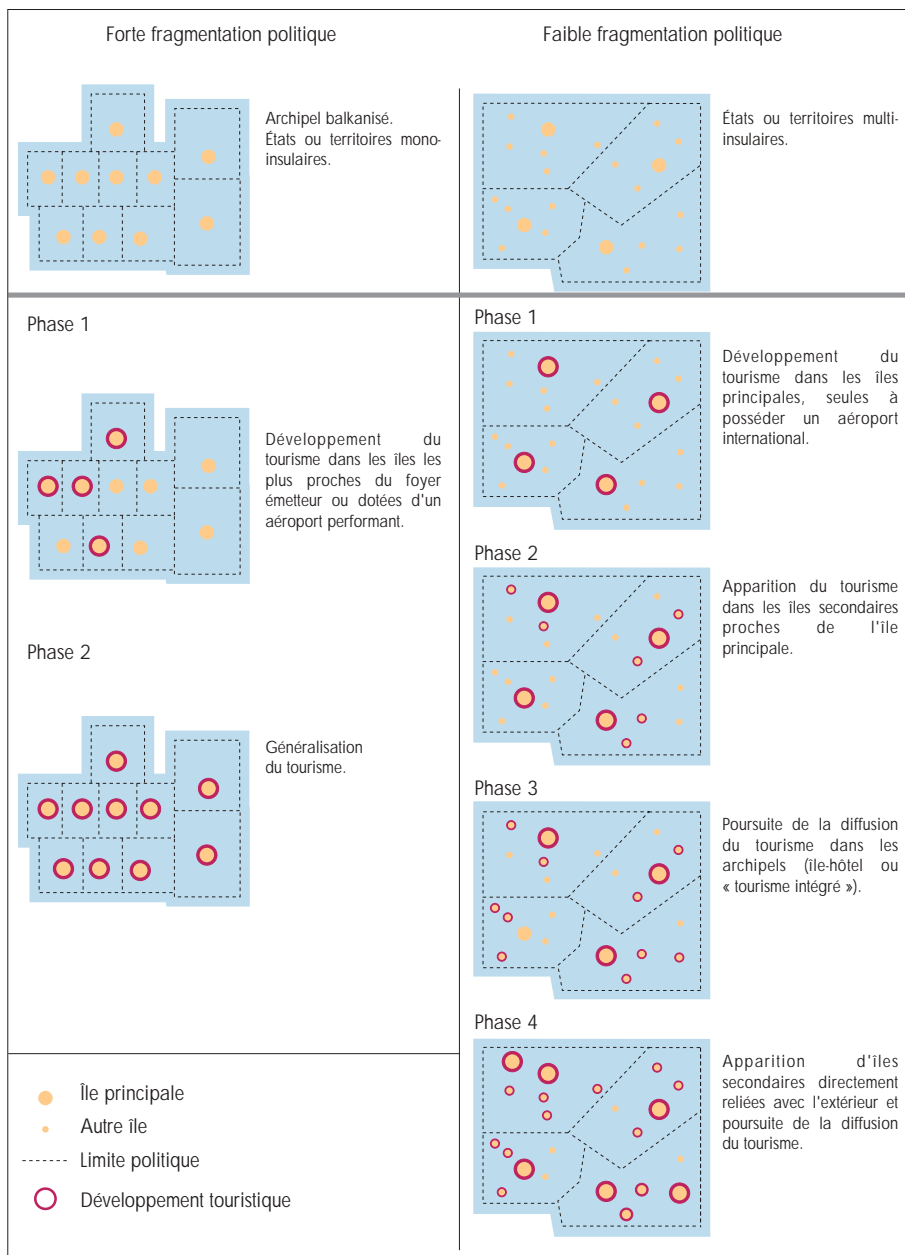 Forte fragmentation politique
Faible fragmentation politique
Archipel balkanisé.
États ou territoires mono-
insulaires.
États ou territoires multi-
insulaires.
Phase 1
Développement du
tourisme dans les îles les
plus proches du foyer
émetteur ou dotées d'un
aéroport performant.
Phase 2
Généralisation
du tourisme.
Phase 1
Développement du
tourisme dans les îles
principales, seules à
posséder un aéroport
international.
Phase 2
Apparition du tourisme
dans les îles secondaires
proches de l'île
principale.
Phase 3
Poursuite de la diffusion
du tourisme dans les
archipels (île-hôtel ou
« tourisme intégré »).
Phase 4
Apparition d'îles
secondaires directement
reliées avec l'extérieur et
poursuite de la diffusion
du tourisme.
Île principale
Autre île
Limite politique
Développement touristique